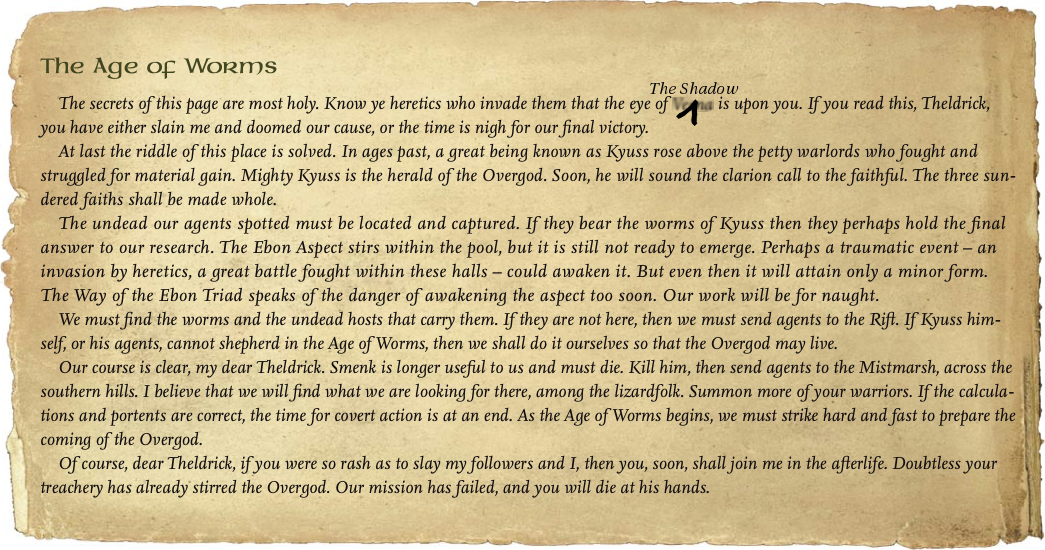 The Age of Worms
The Shadow
The secrets of this page are most holy. Know ye heretics who invade them that the eye of is upon you. If you read this, Theldrick,
you have either slain me and doomed our cause, or the time is nigh for our final victory.
At last the riddle of this place is solved. In ages past, a great being known as Kyuss rose above the petty warlords who fought and
struggled for material gain. Mighty Kyuss is the herald of the Overgod. Soon, he will sound the clarion call to the faithful. The three sun-
dered faiths shall be made whole.
The undead our agents spotted must be located and captured. If they bear the worms of Kyuss then they perhaps hold the final
answer to our research. The Ebon Aspect stirs within the pool, but it is still not ready to emerge. Perhaps a traumatic event – an
invasion by heretics, a great battle fought within these halls – could awaken it. But even then it will attain only a minor form.
The Way of the Ebon Triad speaks of the danger of awakening the aspect too soon. Our work will be for naught.
We must find the worms and the undead hosts that carry them. If they are not here, then we must send agents to the Rift. If Kyuss him-
self, or his agents, cannot shepherd in the Age of Worms, then we shall do it ourselves so that the Overgod may live.
Our course is clear, my dear Theldrick. Smenk is longer useful to us and must die. Kill him, then send agents to the Mistmarsh, across the
southern hills. I believe that we will find what we are looking for there, among the lizardfolk. Summon more of your warriors. If the calcula-
tions and portents are correct, the time for covert action is at an end. As the Age of Worms begins, we must strike hard and fast to prepare the
coming of the Overgod.
Of course, dear Theldrick, if you were so rash as to slay my followers and I, then you, soon, shall join me in the afterlife. Doubtless your
treachery has already stirred the Overgod. Our mission has failed, and you will die at his hands.